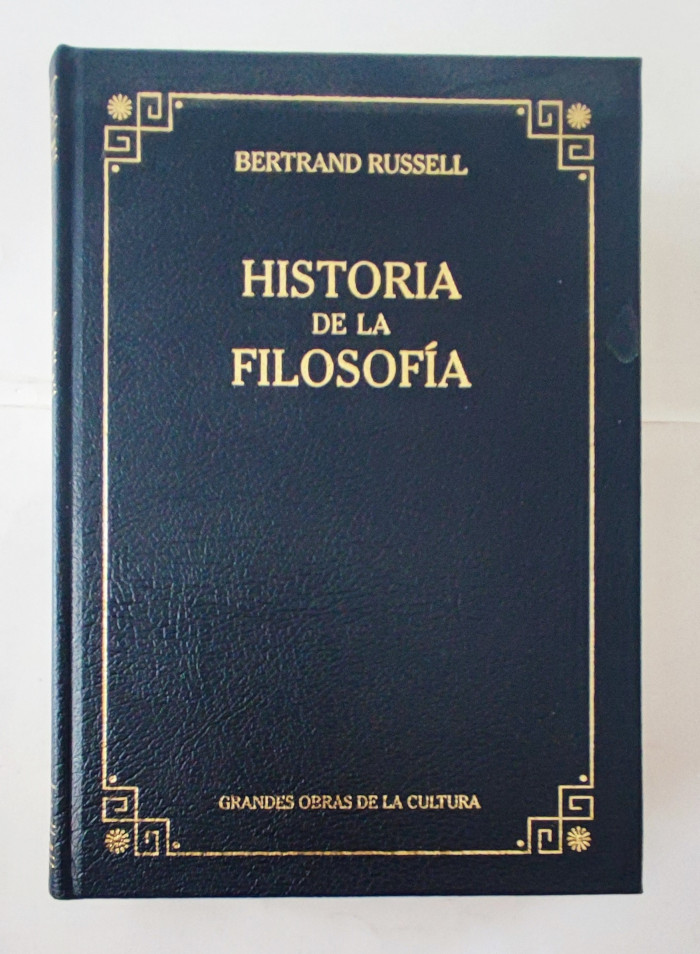 BERTRAND RUSSELL
HISTORIA
DE LA
FILOSOFÍA
GRANDES OBRAS DE LA CULTURA